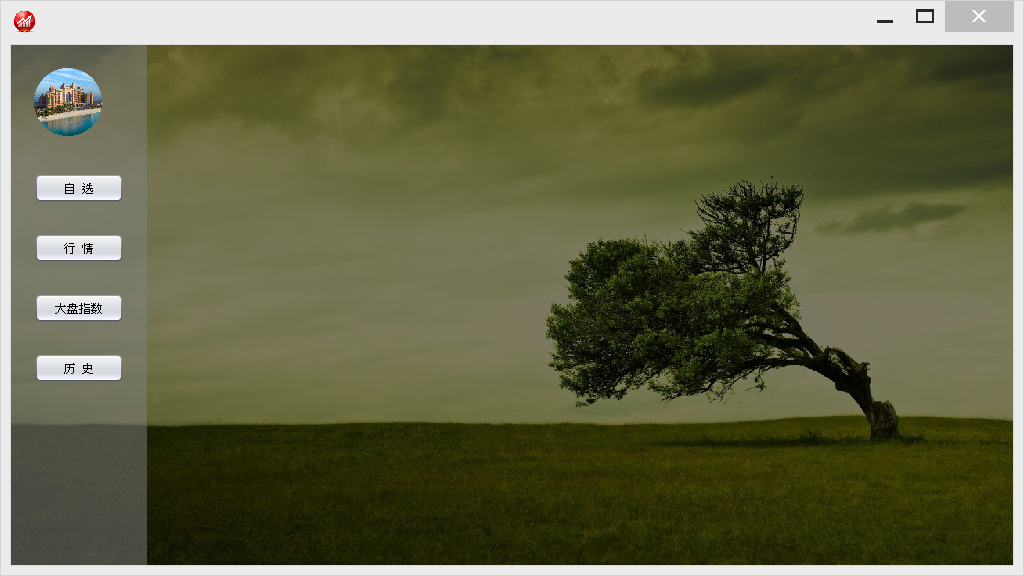 自 选
行 情
大盘指数
历 史